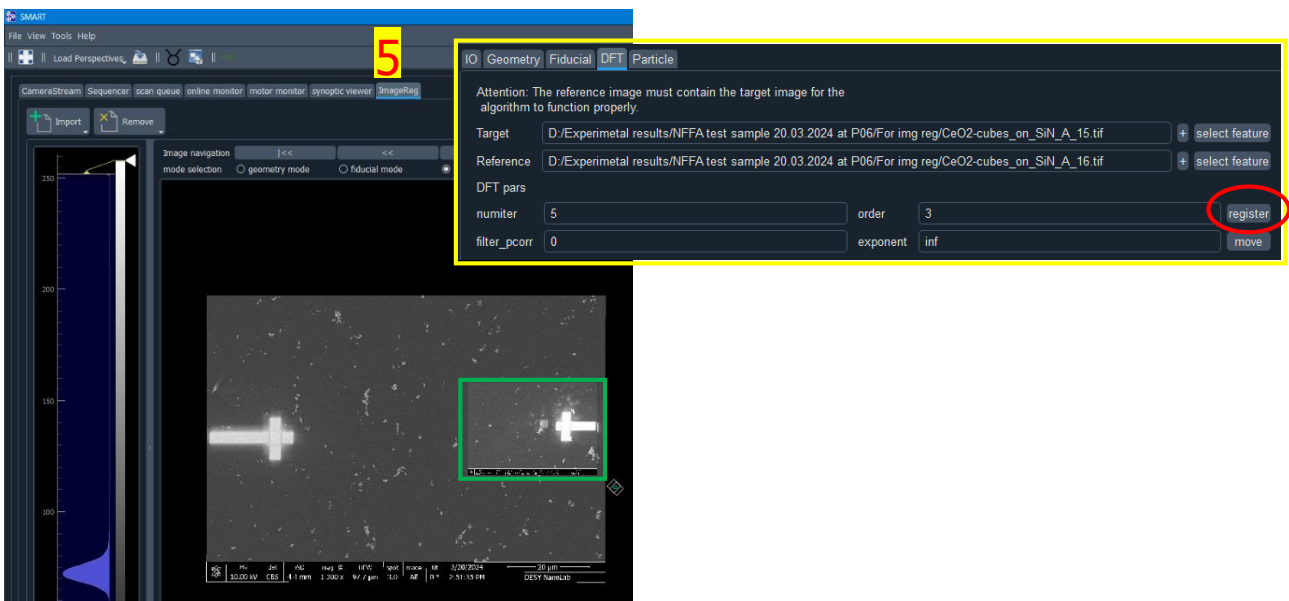 SMART
File View Tools Help
5
Load Perspectives
CameraStream Sequencer scan queue online monitor motor monitor synoptic viewer ImageReg
Import Remove
Image navigation |<< <<
mode selection geometry mode fiducial mode
250
200
150
100
IO Geometry Fiducial DFT Particle
Attention: The reference image must contain the target image for the
algorithm to function properly.
Target D:/Experimetal results/NFFA test sample 20.03.2024 at P06/For img reg/CeO2-cubes_on_SiN_A_15.tif + select feature
Reference D:/Experimetal results/NFFA test sample 20.03.2024 at P06/For img reg/CeO2-cubes_on_SiN_A_16.tif + select feature
DFT pars
numiter 5 order 3 register
filter_pcorr 0 exponent inf move
HV det WD mag HFW spot tilt 3/20/2024 20 µm
10.00 kV CBS mm 97.7 µm 3.0 All 0 ° 2:51:35 PM DESY NanoLab